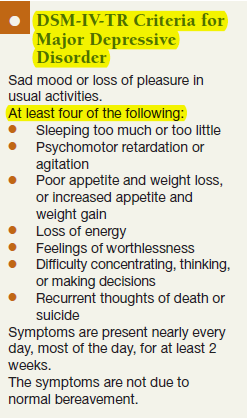 DSM-IV-TR Criteria for
Major Depressive
Disorder
Sad mood or loss of pleasure in
usual activities.
At least four of the following:
● Sleeping too much or too little
● Psychomotor retardation or
agitation
● Poor appetite and weight loss,
or increased appetite and
weight gain
● Loss of energy
● Feelings of worthlessness
● Difficulty concentrating, thinking,
or making decisions
● Recurrent thoughts of death or
suicide
Symptoms are present nearly every
day, most of the day, for at least 2
weeks.
The symptoms are not due to
normal bereavement.